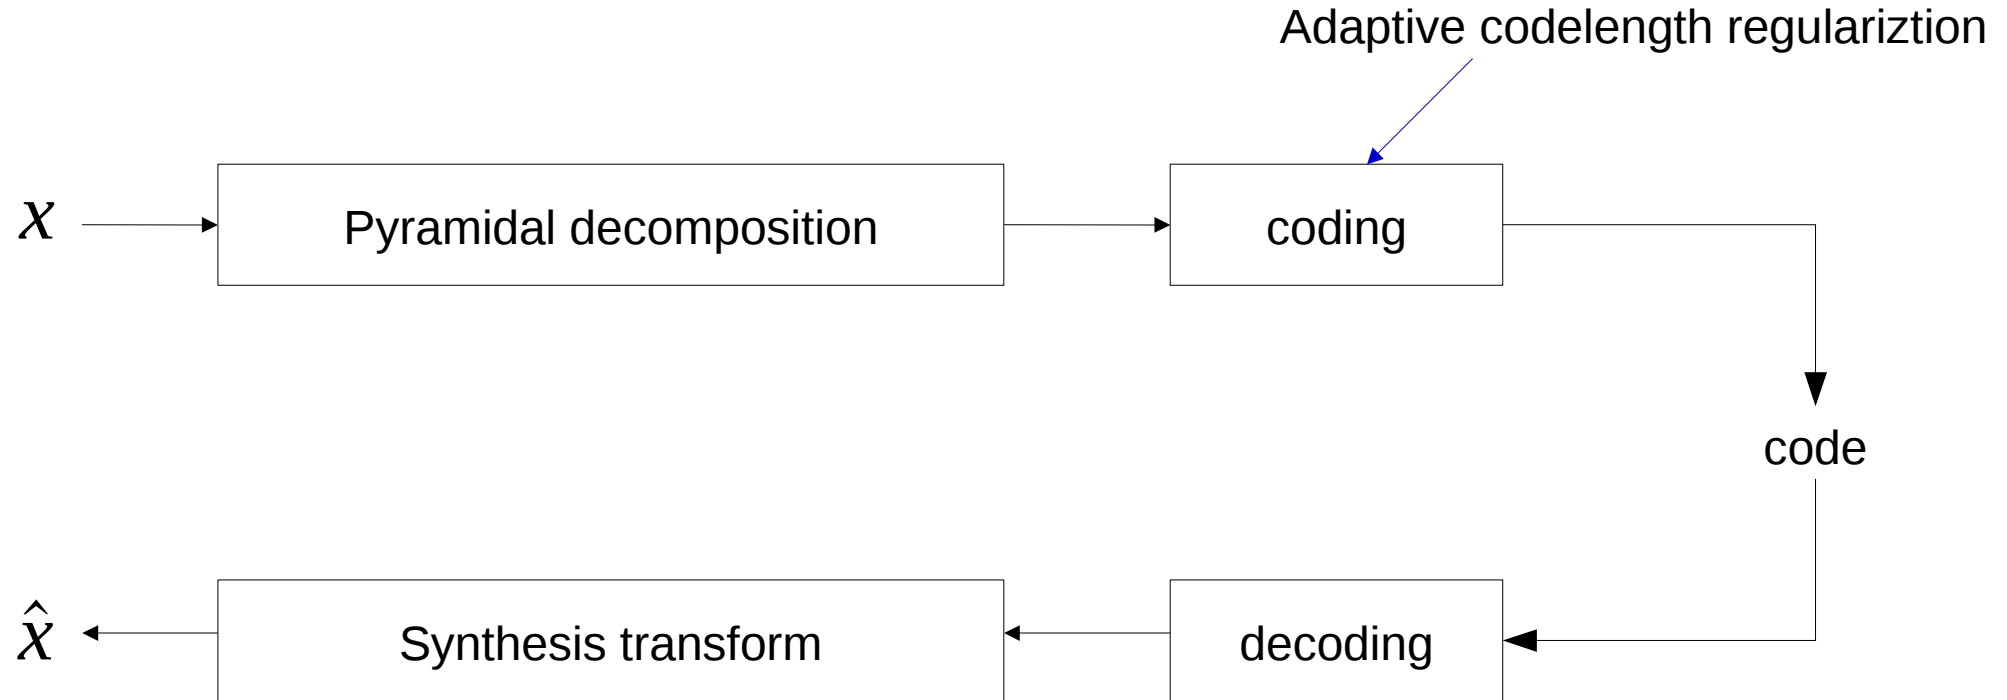 Adaptive codelength regulariztion
x
Pyramidal decomposition
coding
code
x̂
Synthesis transform
decoding